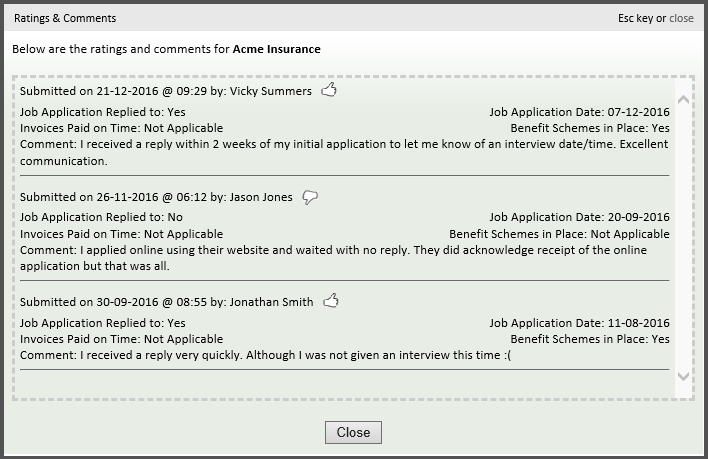 Ratings & Comments Esc key or close
Below are the ratings and comments for Acme Insurance
Submitted on 21-12-2016 @ 09:29 by: Vicky Summers
Job Application Replied to: Yes Job Application Date: 07-12-2016
Invoices Paid on Time: Not Applicable Benefit Schemes in Place: Yes
Comment: I received a reply within 2 weeks of my initial application to let me know of an interview date/time. Excellent
communication.
Submitted on 26-11-2016 @ 06:12 by: Jason Jones
Job Application Replied to: No Job Application Date: 20-09-2016
Invoices Paid on Time: Not Applicable Benefit Schemes in Place: Not Applicable
Comment: I applied online using their website and waited with no reply. They did acknowledge receipt of the online
application but that was all.
Submitted on 30-09-2016 @ 08:55 by: Jonathan Smith
Job Application Replied to: Yes Job Application Date: 11-08-2016
Invoices Paid on Time: Not Applicable Benefit Schemes in Place: Yes
Comment: I received a reply very quickly. Although I was not given an interview this time :(
Close